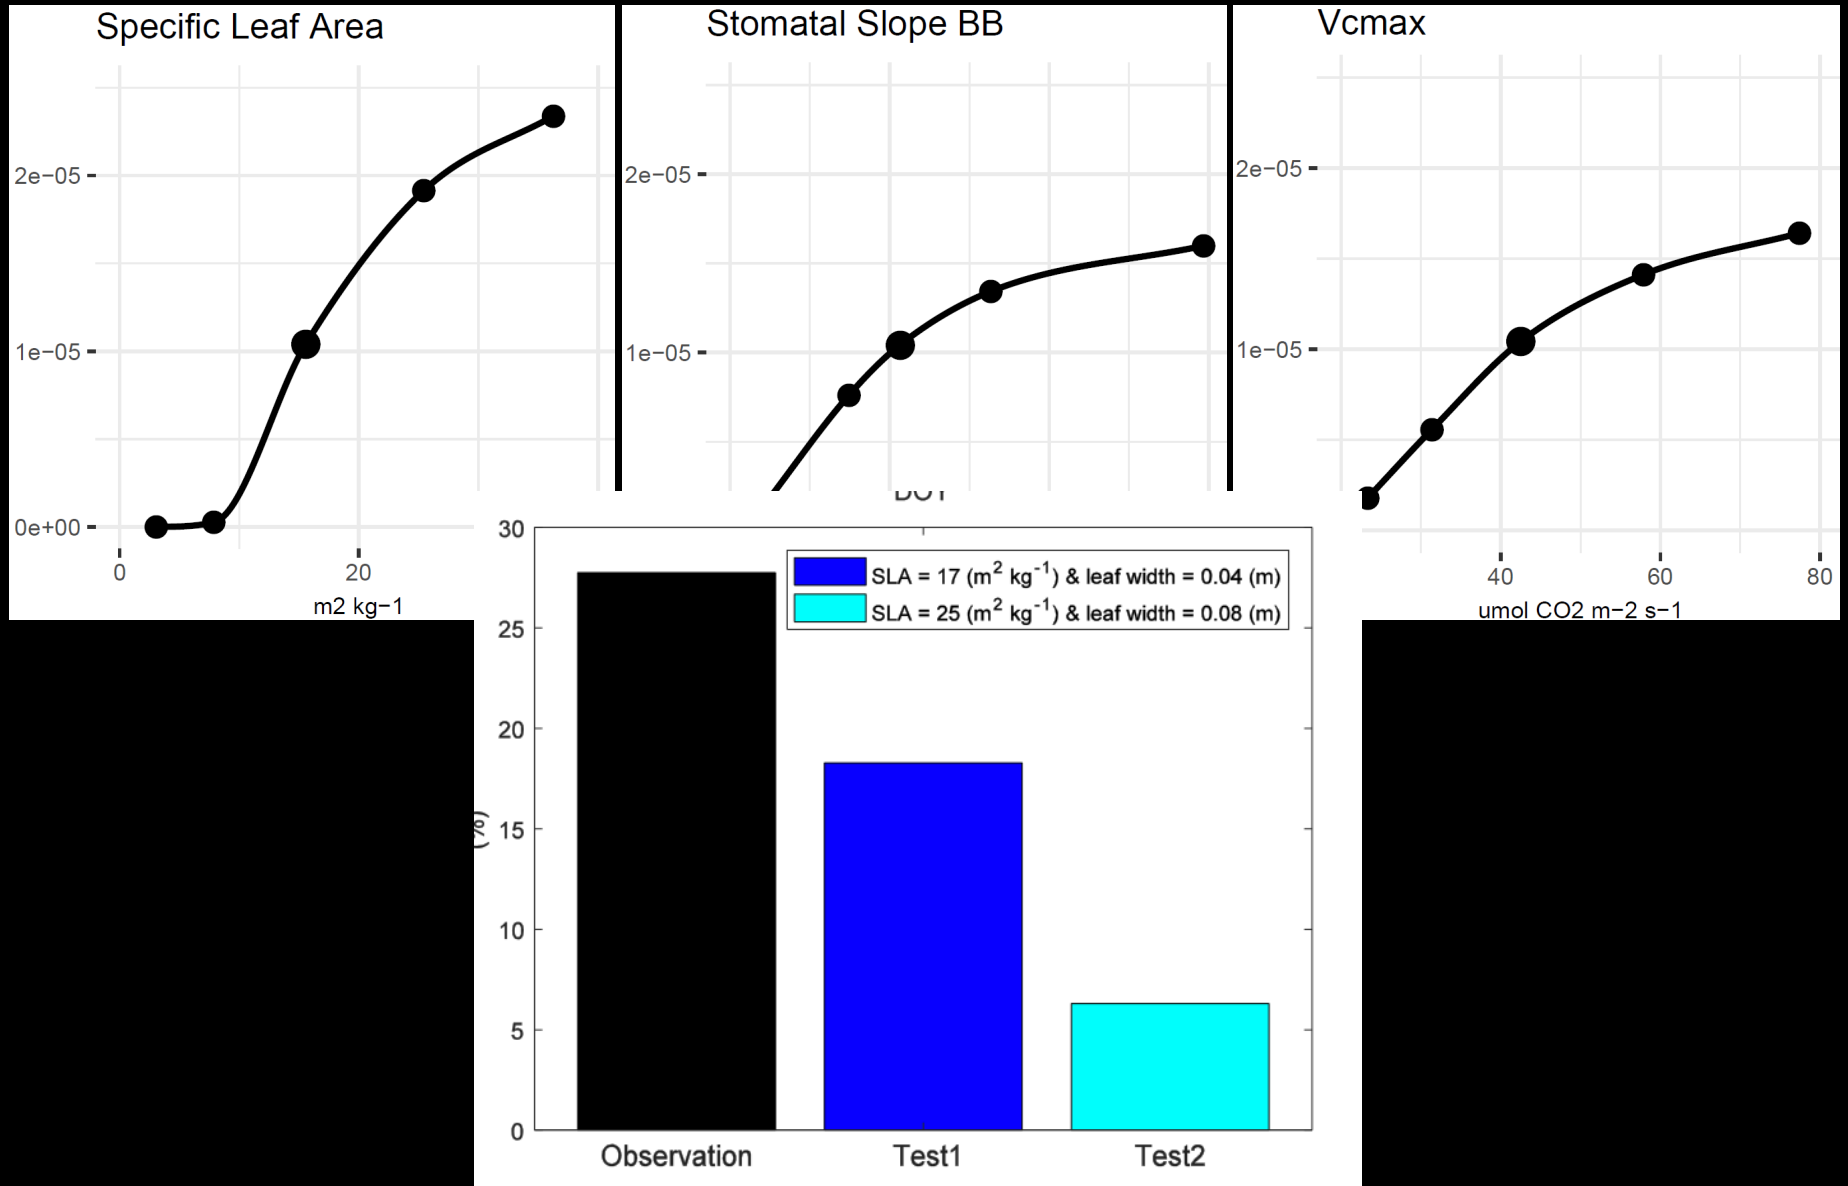 Specific Leaf Area
2e−05
1e−05
0e+00
0
20
m2 kg−1
Stomatal Slope BB
2e−05
1e−05
Vcmax
2e−05
1e−05
40
60
80
umol CO2 m−2 s−1
DOY
30
25
20
15
10
5
0
(%)
SLA = 17 (m² kg⁻¹) & leaf width = 0.04 (m)
SLA = 25 (m² kg⁻¹) & leaf width = 0.08 (m)
Observation
Test1
Test2